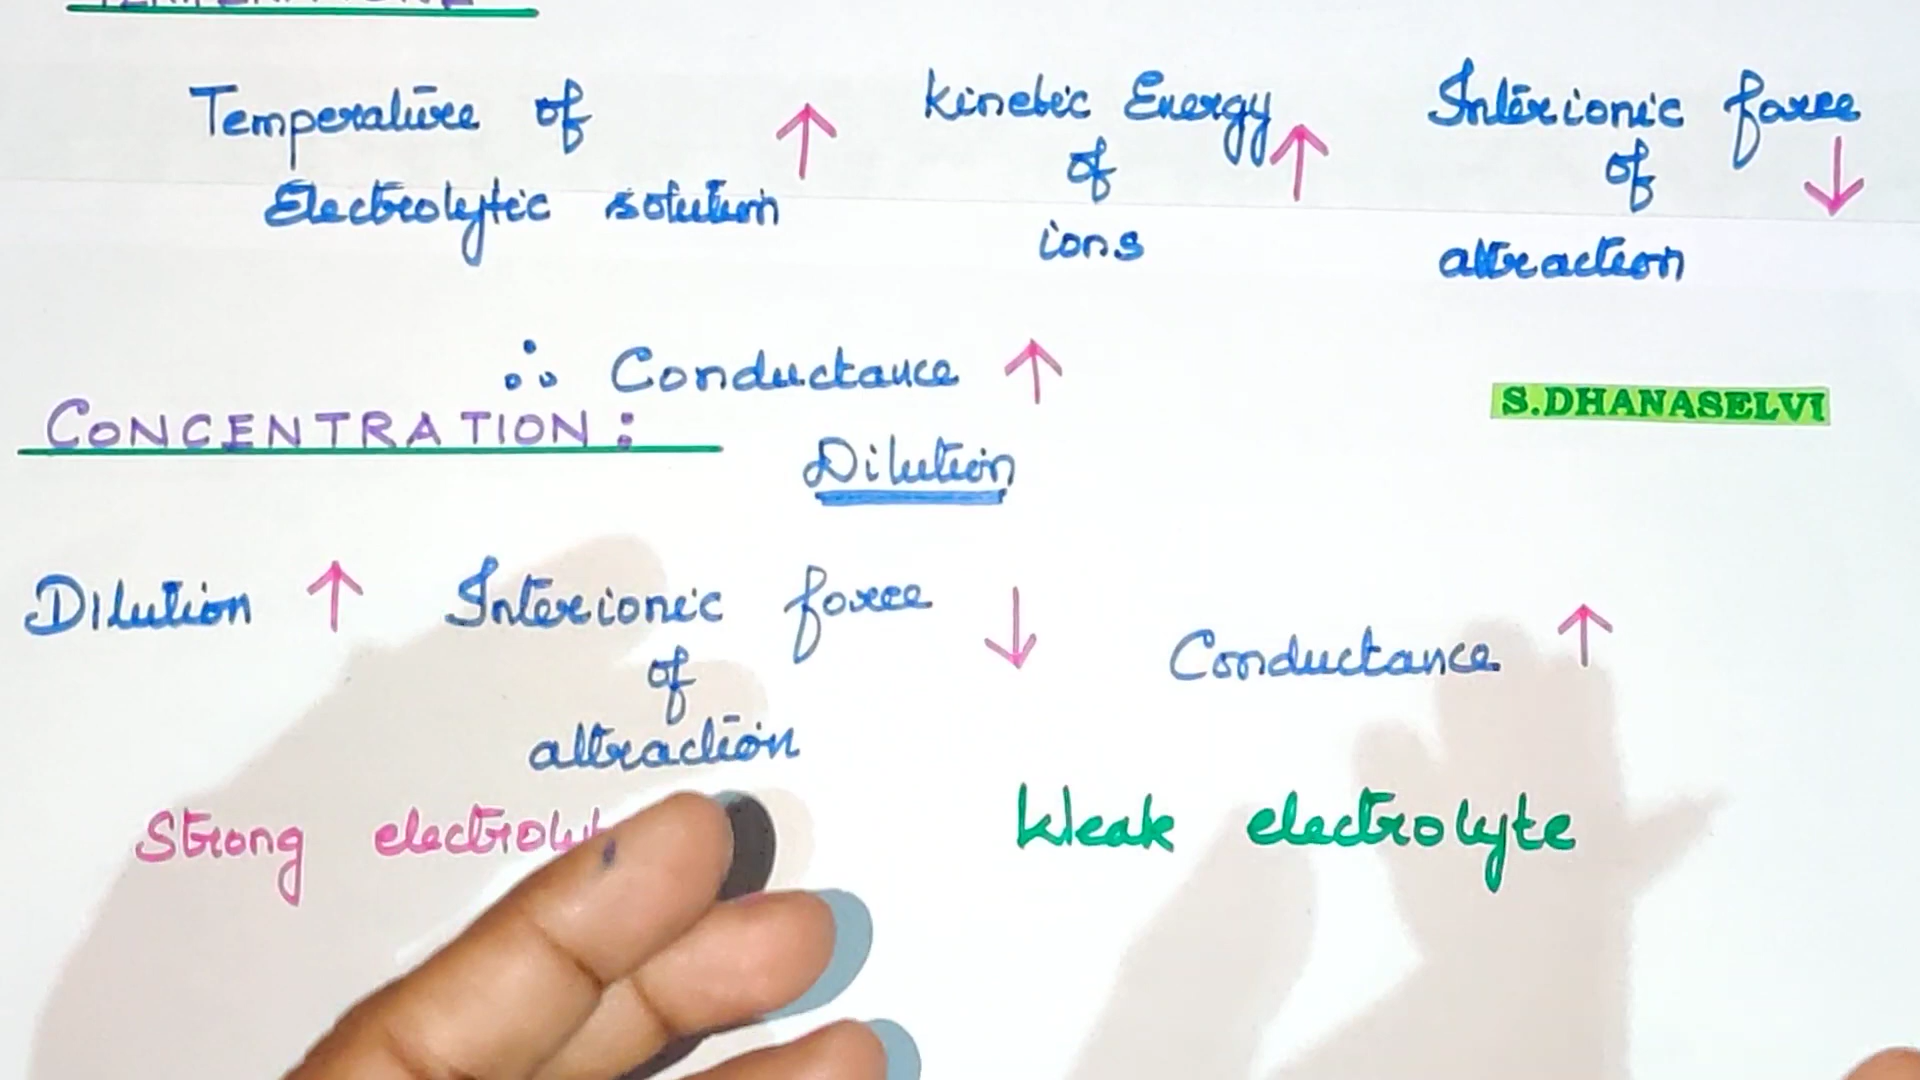 Temperature of ↑ Kinetic Energy ↑ Interionic force ↓
Electrolytic solution of of
ions attraction
∴ Conductance ↑
S.DHANASELVI
CONCENTRATION:
Dilution
Dilution ↑ Interionic force ↓ Conductance ↑
of
attraction
Strong Weak electrolyte